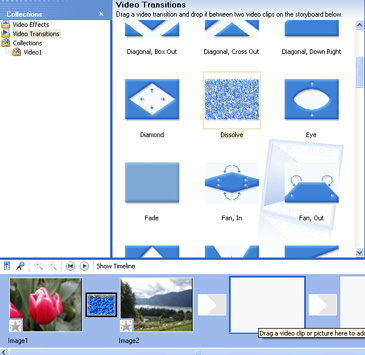 Collections
Video Effects
Video Transitions
Collections
Video1
Video Transitions
Drag a video transition and drop it between two video clips on the storyboard below.
Diagonal, Box Out
Diagonal, Cross Out
Diagonal, Down Right
Diamond
Dissolve
Eye
Fade
Fan, In
Fan, Out
Show Timeline
Image1
Image2
Drag a video clip or picture here to